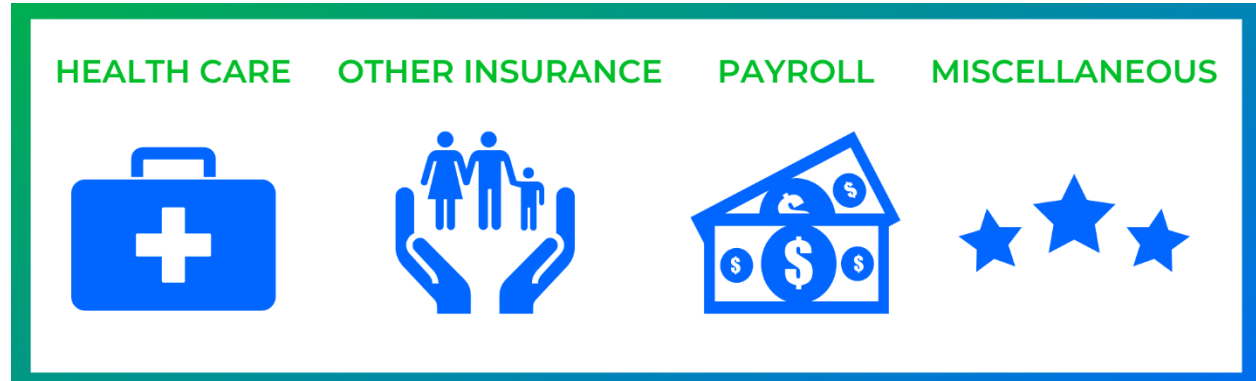 HEALTH CARE OTHER INSURANCE PAYROLL MISCELLANEOUS
$
$ $ $